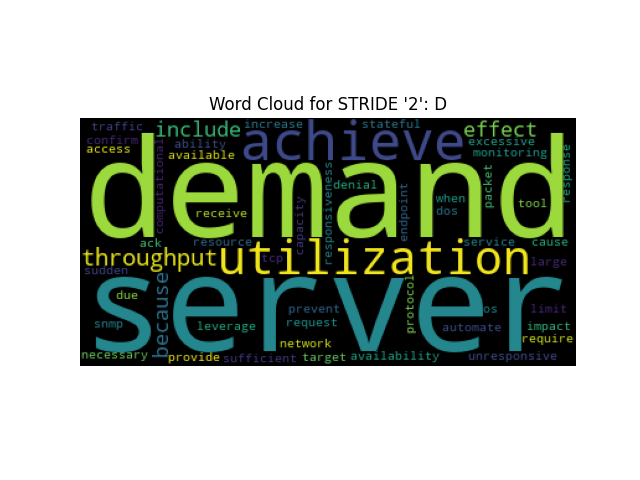 Word Cloud for STRIDE '2': D
traffic
include
achieve
increase
stateful
effect
confirm
access
computational
ability
available
excessive
monitoring
response
demand
denial
receive
capacity
responsiveness
endpoint
when
dos
packet
tool
ack
resource
service
cause
throughput
utilization
tcp
large
sudden
because
server
due
snmp
leverage
prevent
request
protocol
os
limit
automate
impact
network
require
necessary
provide
sufficient
target
availability
unresponsive